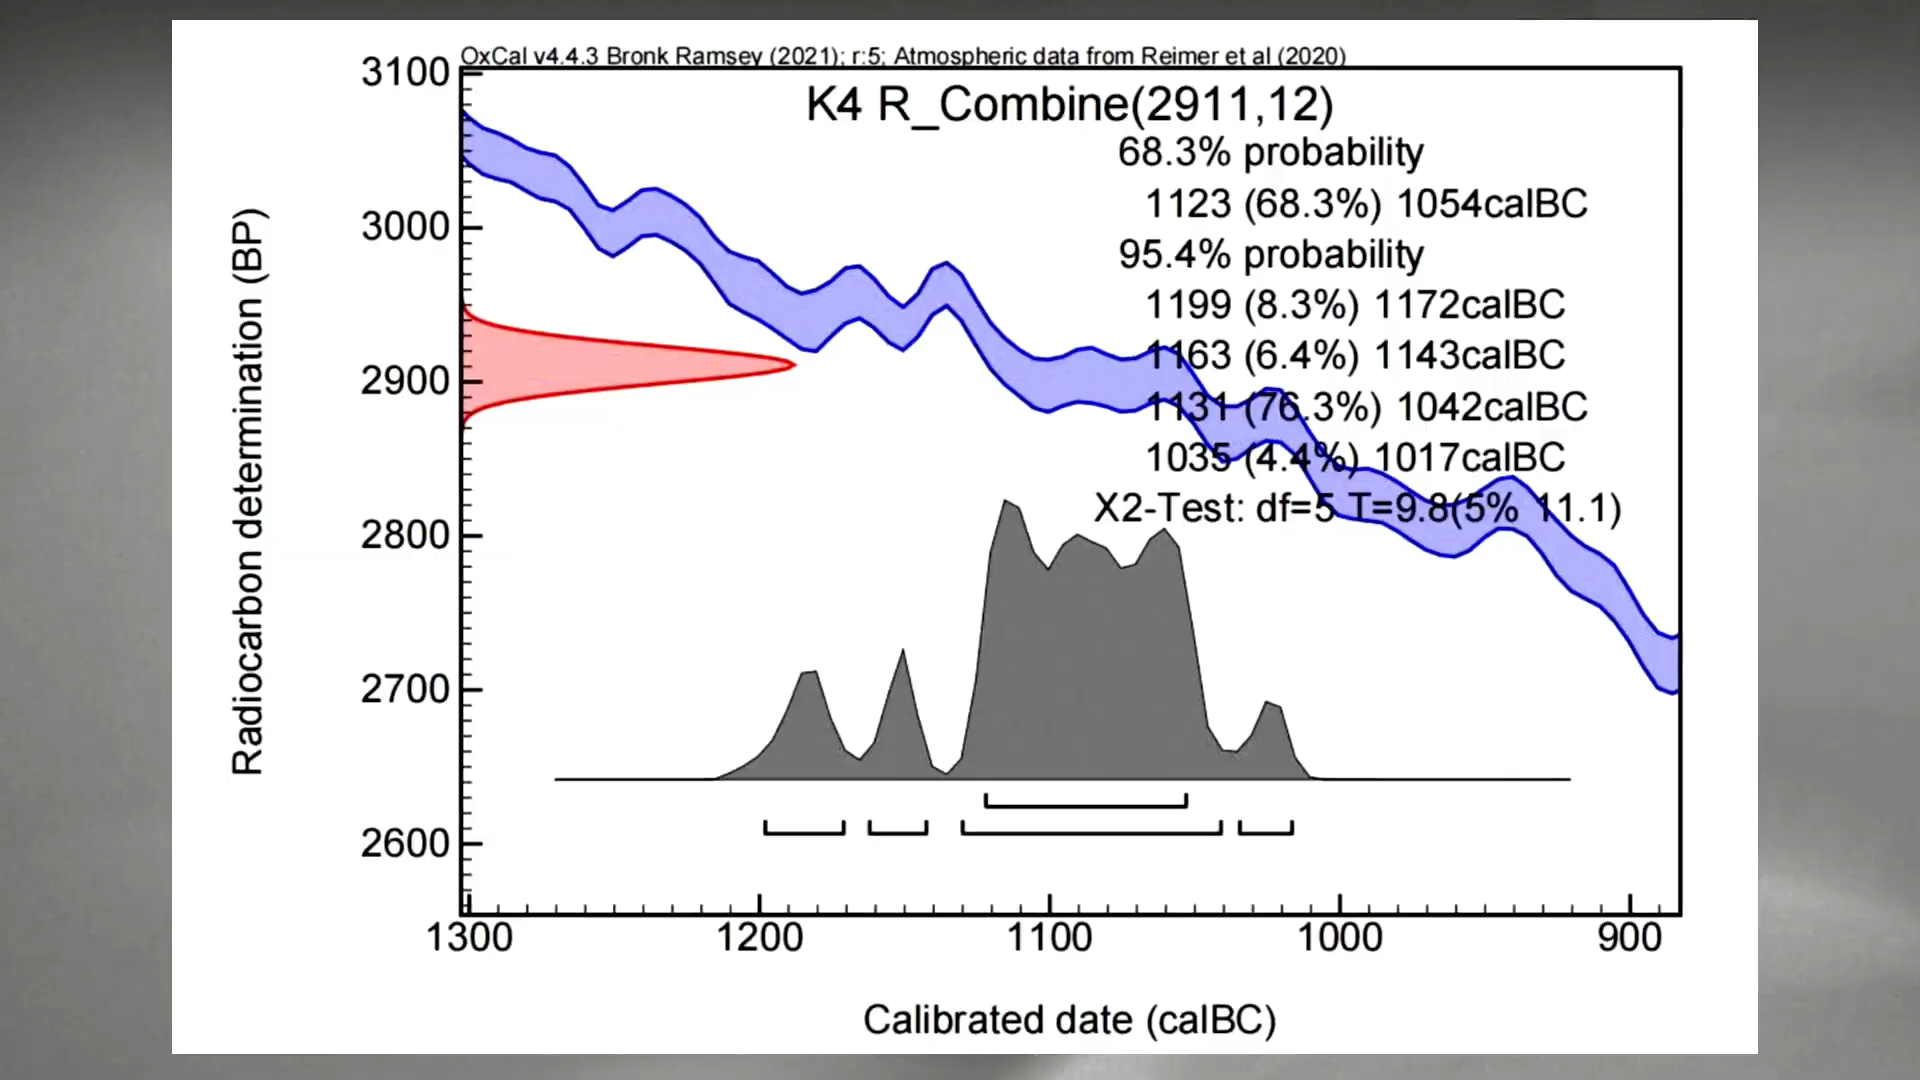 OxCal v4.4.3 Bronk Ramsey (2021); r:5; Atmospheric data from Reimer et al (2020)
K4 R_Combine(2911,12)
68.3% probability
1123 (68.3%) 1054calBC
95.4% probability
1199 (8.3%) 1172calBC
1163 (6.4%) 1143calBC
1131 (76.3%) 1042calBC
1035 (4.4%) 1017calBC
X2-Test: df=5 T=9.8(5% 11.1)
Radiocarbon determination (BP)
3100
3000
2900
2800
2700
2600
1300 1200 1100 1000 900
Calibrated date (calBC)